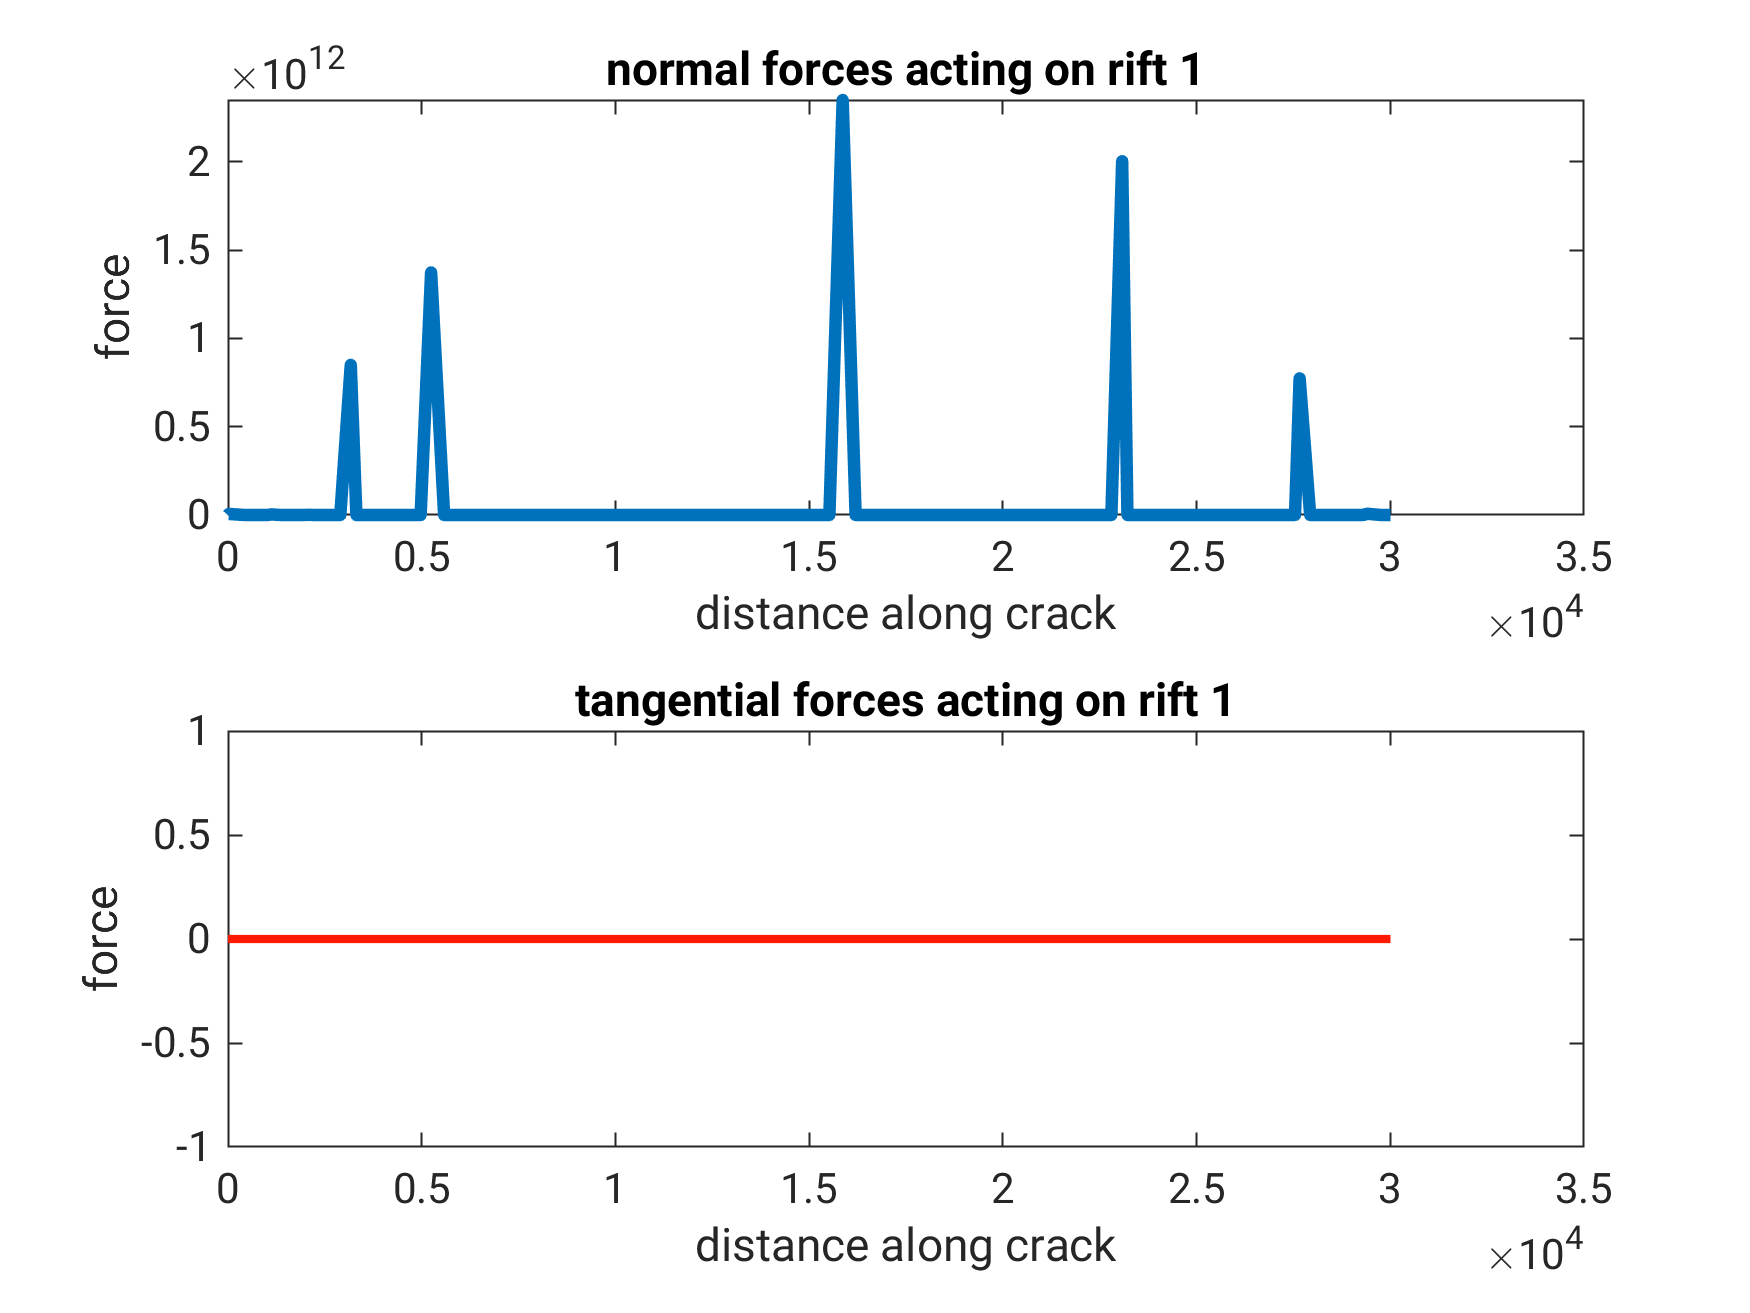 ×10^12
normal forces acting on rift 1
2
1.5
1
0.5
0
force
0 0.5 1 1.5 2 2.5 3 3.5
distance along crack
×10^4
tangential forces acting on rift 1
1
0.5
0
-0.5
-1
force
0 0.5 1 1.5 2 2.5 3 3.5
distance along crack
×10^4